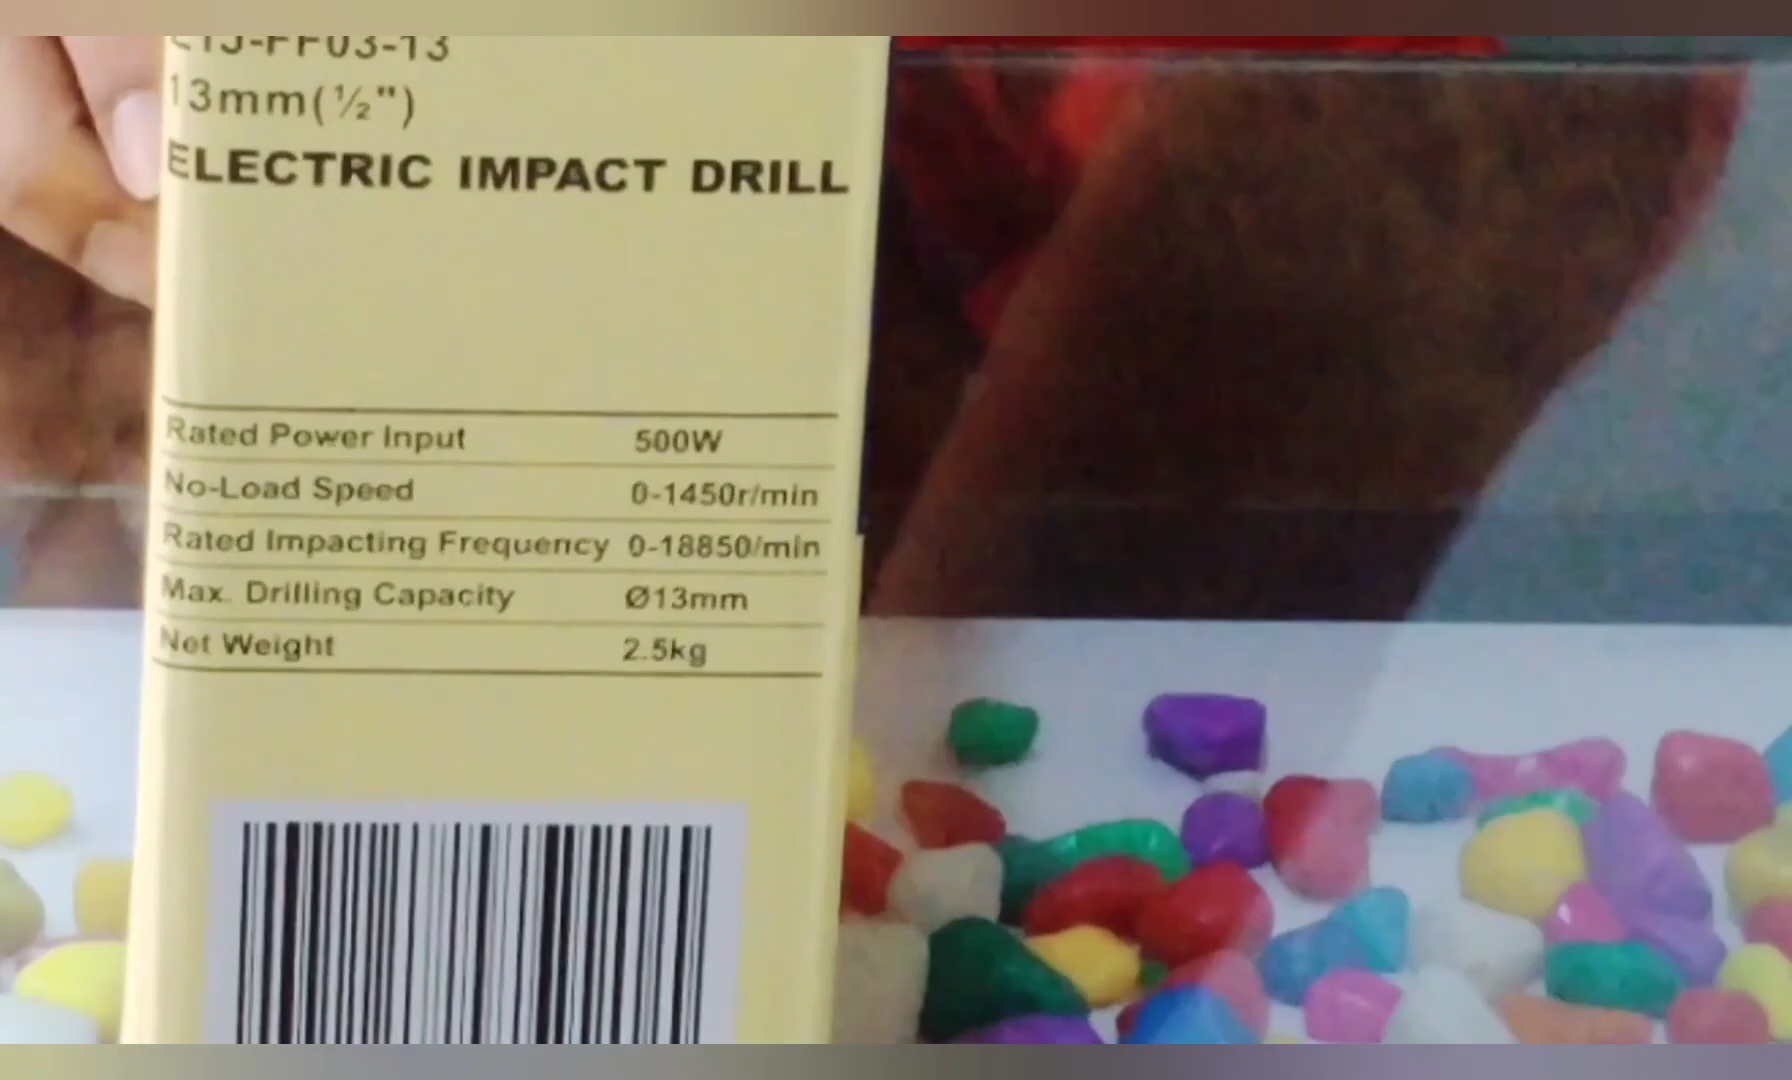 13mm(½")
ELECTRIC IMPACT DRILL
Rated Power Input 500W
No-Load Speed 0-1450r/min
Rated Impacting Frequency 0-18850/min
Max. Drilling Capacity Ø13mm
Net Weight 2.5kg